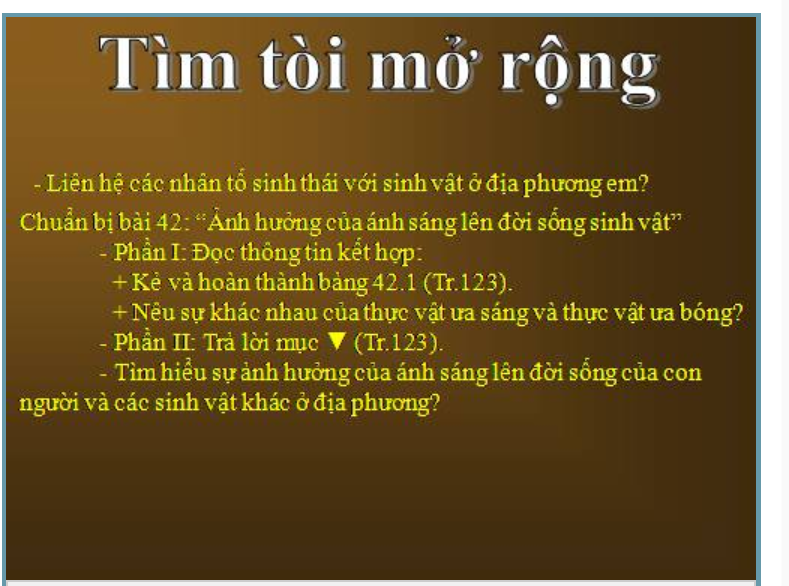 Tìm tòi mở rộng
- Liên hệ các nhân tố sinh thái với sinh vật ở địa phương em?
Chuẩn bị bài 42: “Ảnh hưởng của ánh sáng lên đời sống sinh vật”
- Phần I: Đọc thông tin kết hợp:
+ Kẻ và hoàn thành bảng 42.1 (Tr.123).
+ Nêu sự khác nhau của thực vật ưa sáng và thực vật ưa bóng?
- Phần II: Trả lời mục ▼ (Tr.123).
- Tìm hiểu sự ảnh hưởng của ánh sáng lên đời sống của con
người và các sinh vật khác ở địa phương?